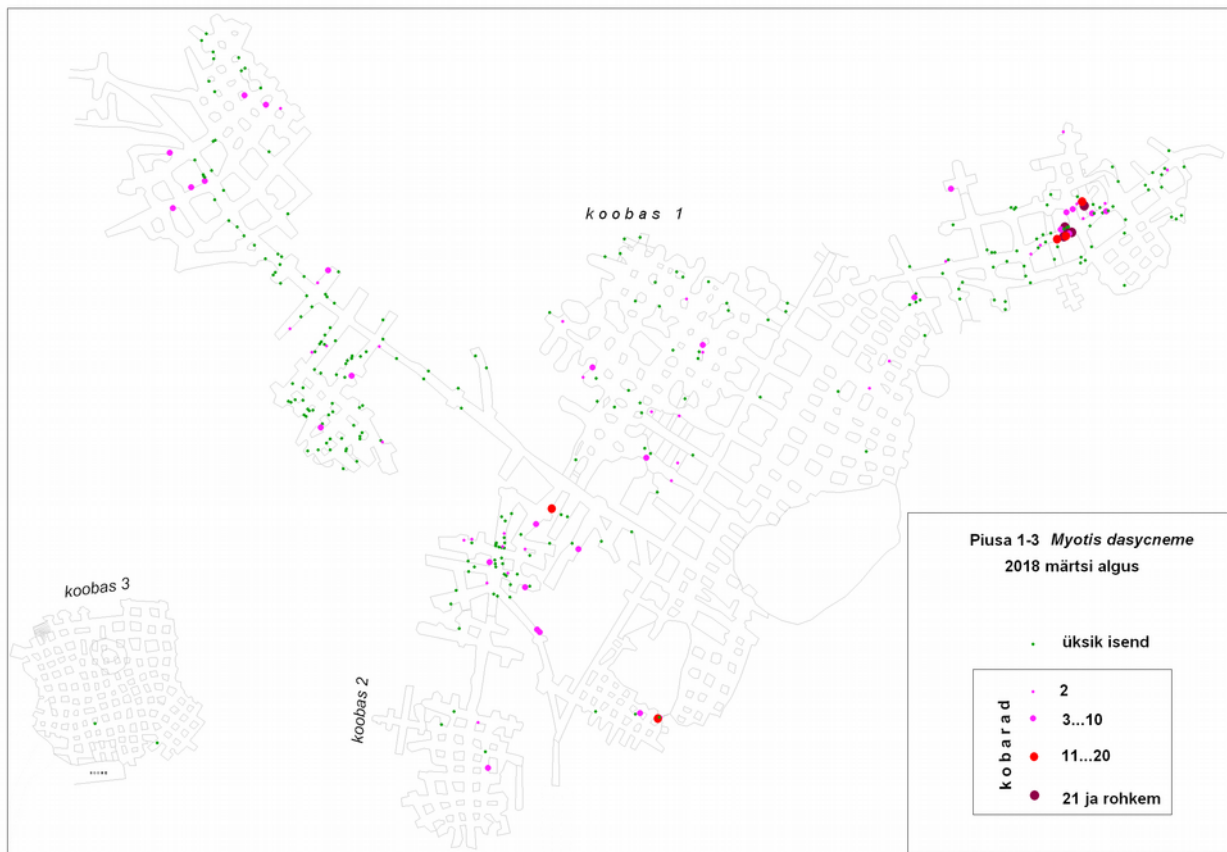 koobas 1
koobas 3
koobas 2
Piusa 1-3 Myotis dasycneme
2018 märtsi algus
üksik isend
kobarad
2
3...10
11...20
21 ja rohkem